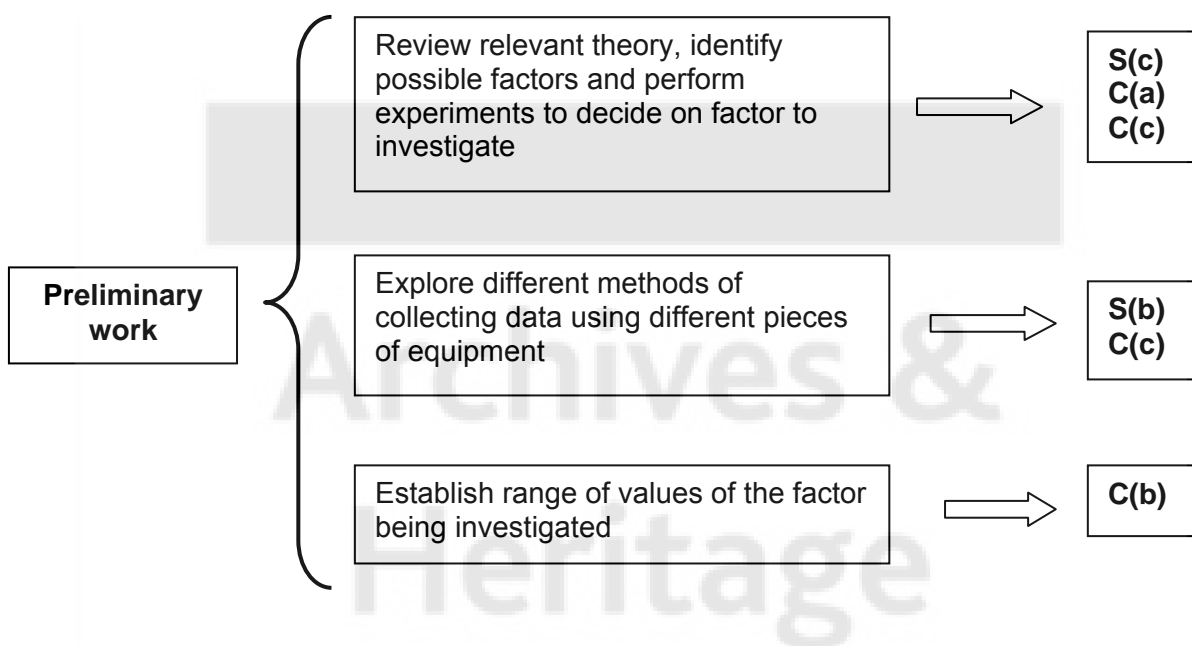 Preliminary
work
Review relevant theory, identify
possible factors and perform
experiments to decide on factor to
investigate
S(c)
C(a)
C(c)
Explore different methods of
collecting data using different pieces
of equipment
S(b)
C(c)
Establish range of values of the factor
being investigated
C(b)
Archives &
Heritage